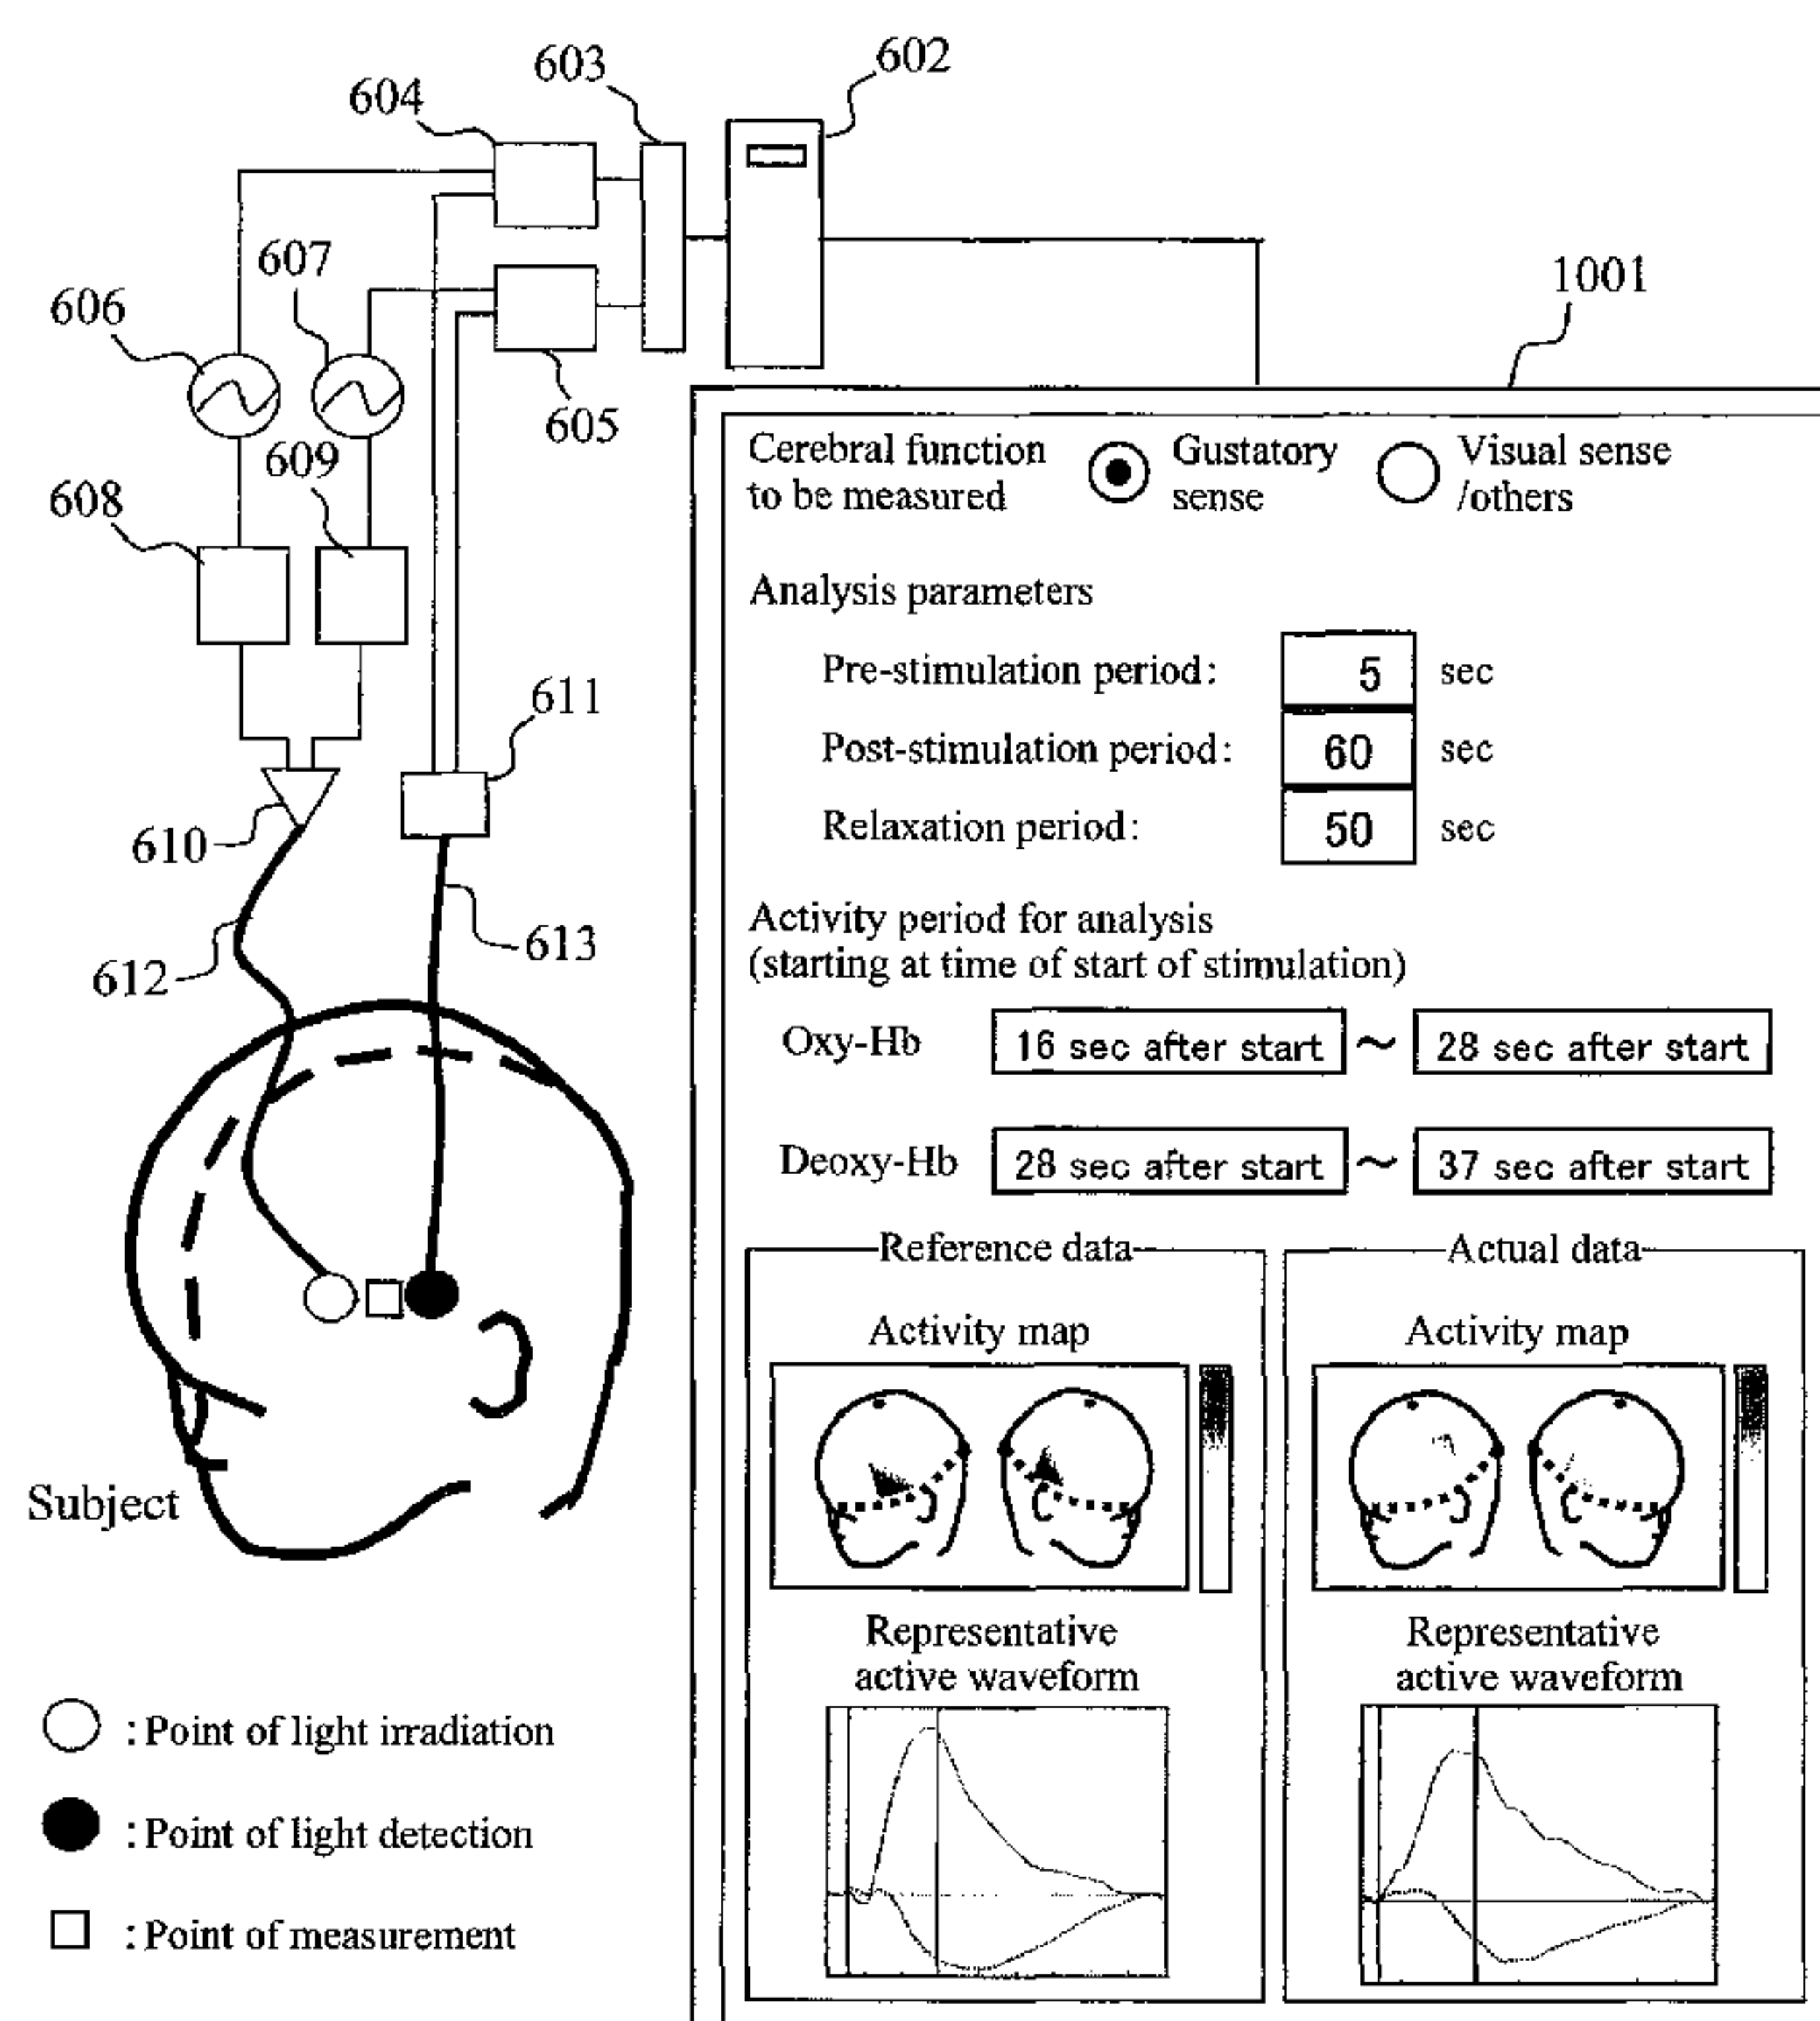 603
602
604
607
606
1001
605
609
608
611
610
613
612
Subject
: Point of light irradiation
: Point of light detection
: Point of measurement
Cerebral function
to be measured
Gustatory
sense
Visual sense
/others
Analysis parameters
Pre-stimulation period: 5 sec
Post-stimulation period: 60 sec
Relaxation period: 50 sec
Activity period for analysis
(starting at time of start of stimulation)
Oxy-Hb 16 sec after start ~ 28 sec after start
Deoxy-Hb 28 sec after start ~ 37 sec after start
Reference data
Activity map
Representative
active waveform
Actual data
Activity map
Representative
active waveform